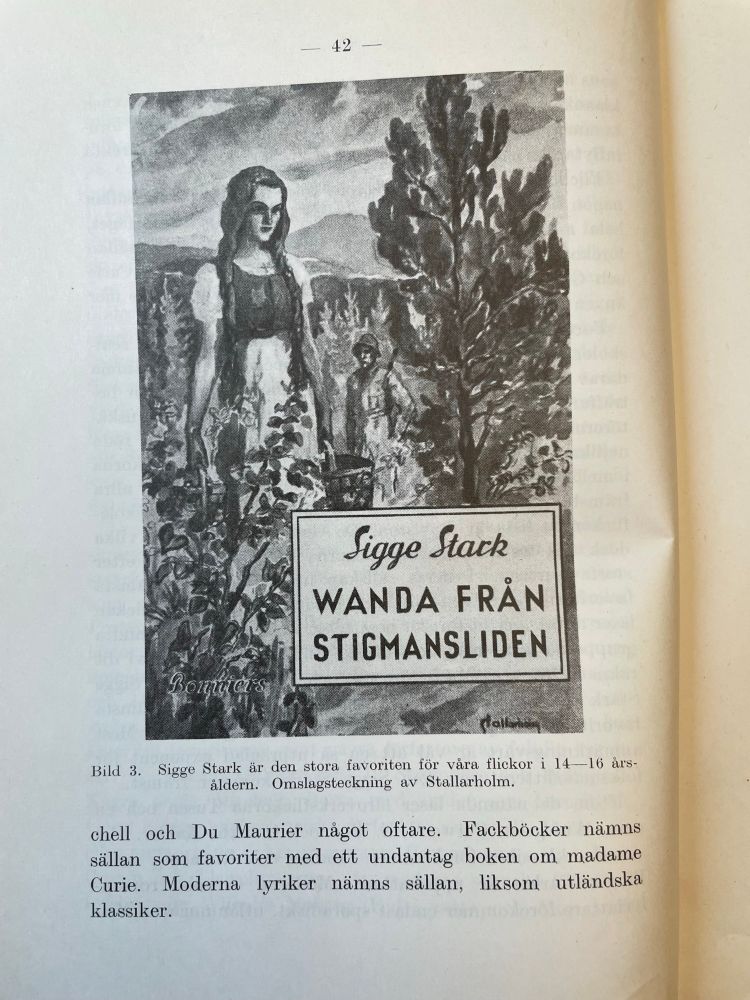 — 42 —
Sigge Stark
WANDA FRÅN
STIGMANSLIDEN
Bonniers
Stallarholm
Bild 3. Sigge Stark är den stora favoriten för våra flickor i 14—16 års-
åldern. Omslagsteckning av Stallarholm.
chell och Du Maurier något oftare. Fackböcker nämns
sällan som favoriter med ett undantag boken om madame
Curie. Moderna lyriker nämns sällan, liksom utländska
klassiker.